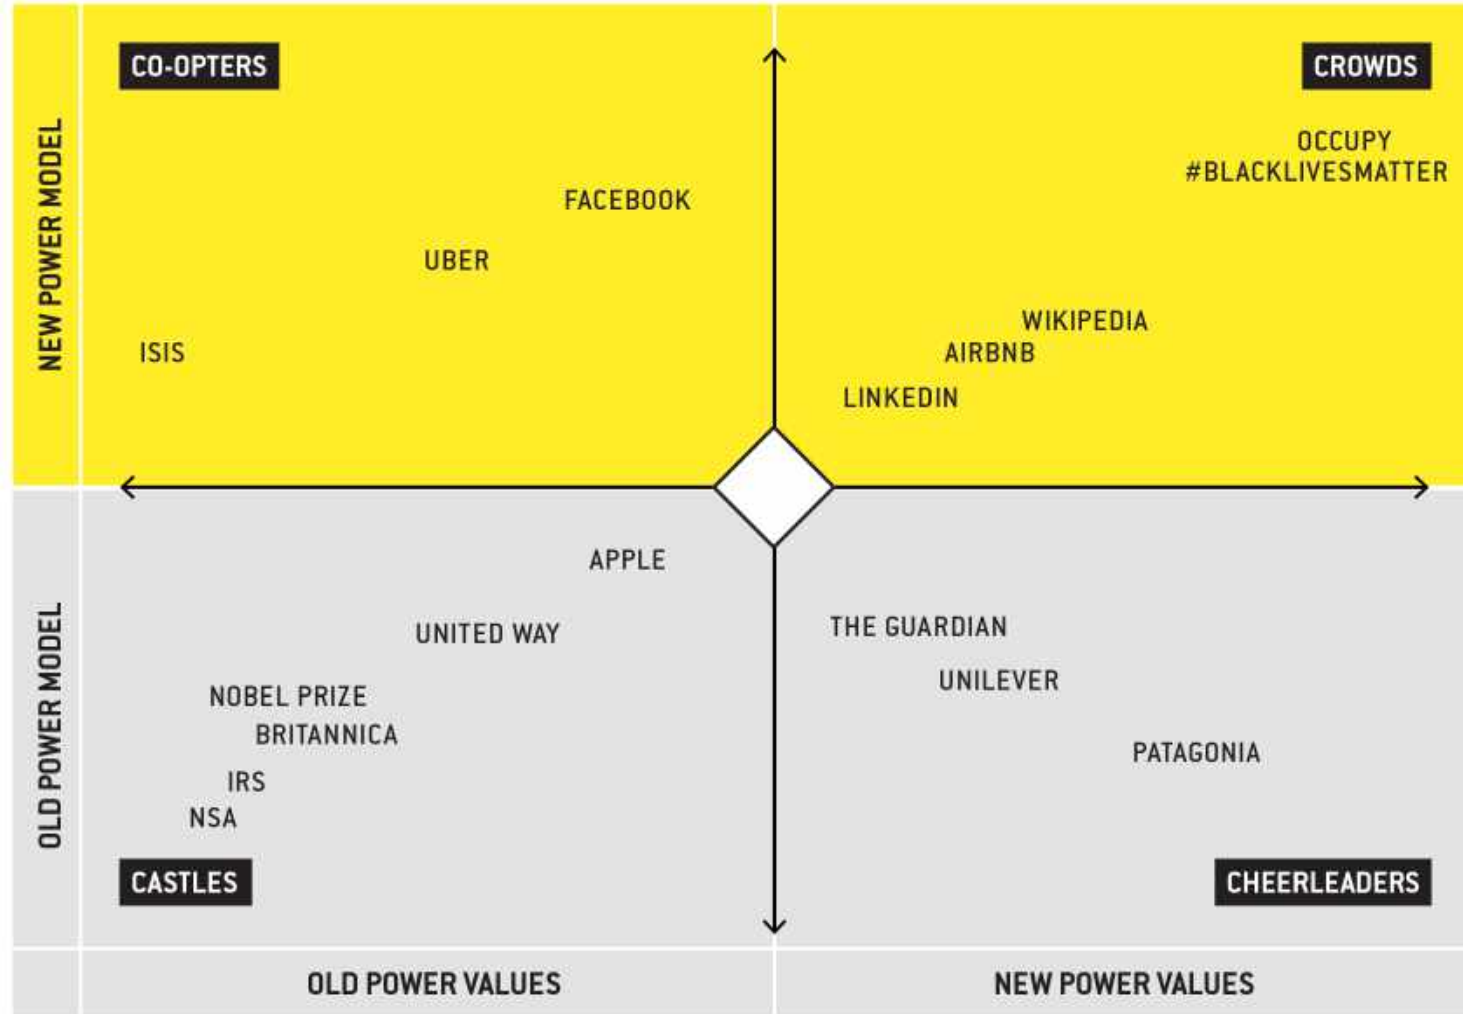 CO-OPTERS
CROWDS
NEW POWER MODEL
OCCUPY
#BLACKLIVESMATTER
FACEBOOK
UBER
WIKIPEDIA
ISIS
AIRBNB
LINKEDIN
OLD POWER MODEL
APPLE
THE GUARDIAN
UNITED WAY
UNILEVER
NOBEL PRIZE
BRITANNICA
PATAGONIA
IRS
NSA
CASTLES
CHEERLEADERS
OLD POWER VALUES
NEW POWER VALUES